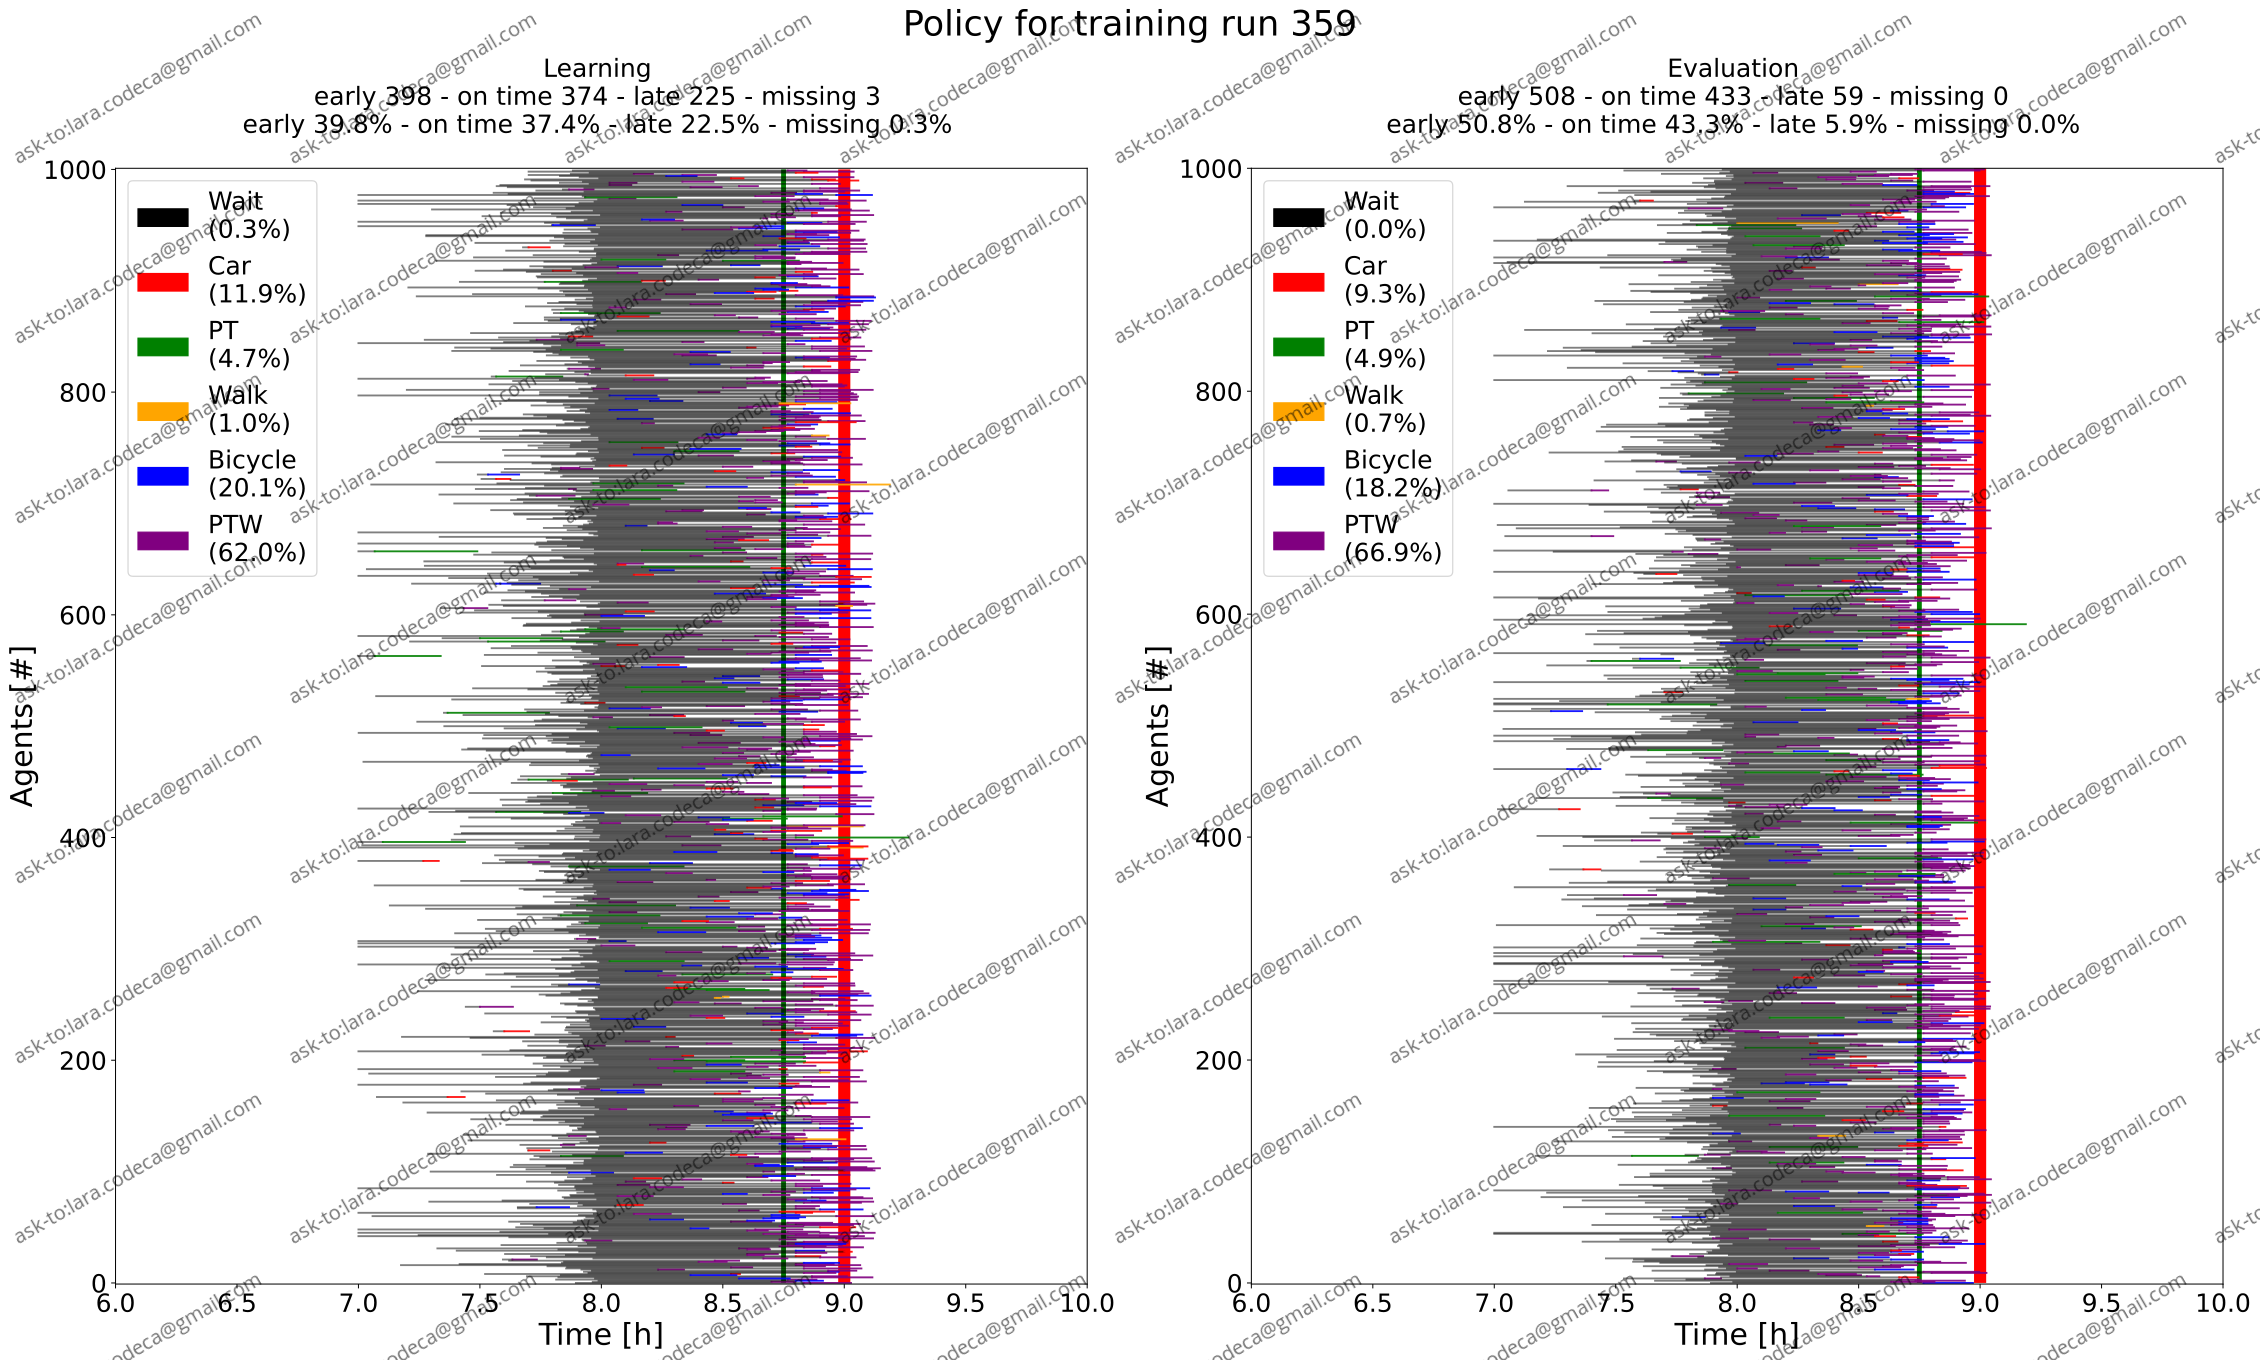 Policy for training run 359
Learning
early 398 - on time 374 - late 225 - missing 3
early 39.8% - on time 37.4% - late 22.5% - missing 0.3%
Evaluation
early 508 - on time 433 - late 59 - missing 0
early 50.8% - on time 43.3% - late 5.9% - missing 0.0%
Agents [#]
1000
800
600
400
200
0
Wait
(0.3%)
Car
(11.9%)
PT
(4.7%)
Walk
(1.0%)
Bicycle
(20.1%)
PTW
(62.0%)
6.0 6.5 7.0 7.5 8.0 8.5 9.0 9.5 10.0
Time [h]
Agents [#]
1000
800
600
400
200
0
Wait
(0.0%)
Car
(9.3%)
PT
(4.9%)
Walk
(0.7%)
Bicycle
(18.2%)
PTW
(66.9%)
6.0 6.5 7.0 7.5 8.0 8.5 9.0 9.5 10.0
Time [h]
ask-to:lara.codeca@gmail.com